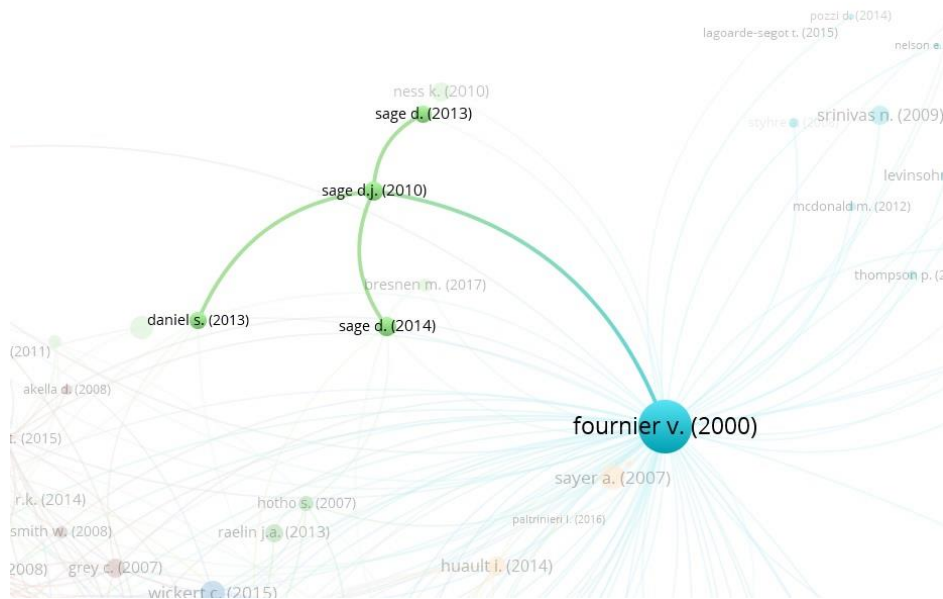 pozzi d. (2014)
lagoarde-segot t. (2015)
nelson e.
ness k. (2010)
sage d. (2013)
srinivas n. (2009)
styhre
levinsohn
sage d.j. (2010)
mcdonald m. (2012)
thompson p. (2
bresnen m. (2017)
daniel s. (2013)
sage d. (2014)
(2011)
akella d. (2008)
fournier v. (2000)
t. (2015)
sayer a. (2007)
r.k. (2014)
hotho s. (2007)
paltrinieri l. (2016)
smith w. (2008)
raelin j.a. (2013)
2008)
grey c. (2007)
huault i. (2014)
wickert c. (2015)